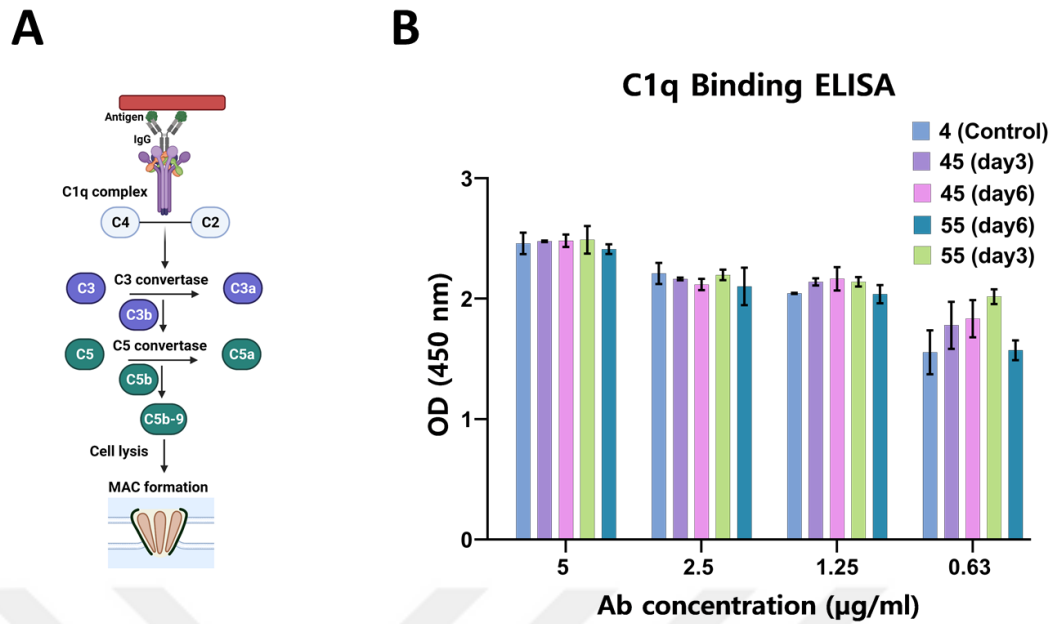 A
Antigen
IgG
C1q complex
C4
C2
C3 convertase
C3
C3a
C3b
C5 convertase
C5
C5a
C5b
C5b-9
Cell lysis
MAC formation
B
C1q Binding ELISA
4 (Control)
45 (day3)
45 (day6)
55 (day6)
55 (day3)
OD (450 nm)
3
2
1
0
5
2.5
1.25
0.63
Ab concentration (µg/ml)